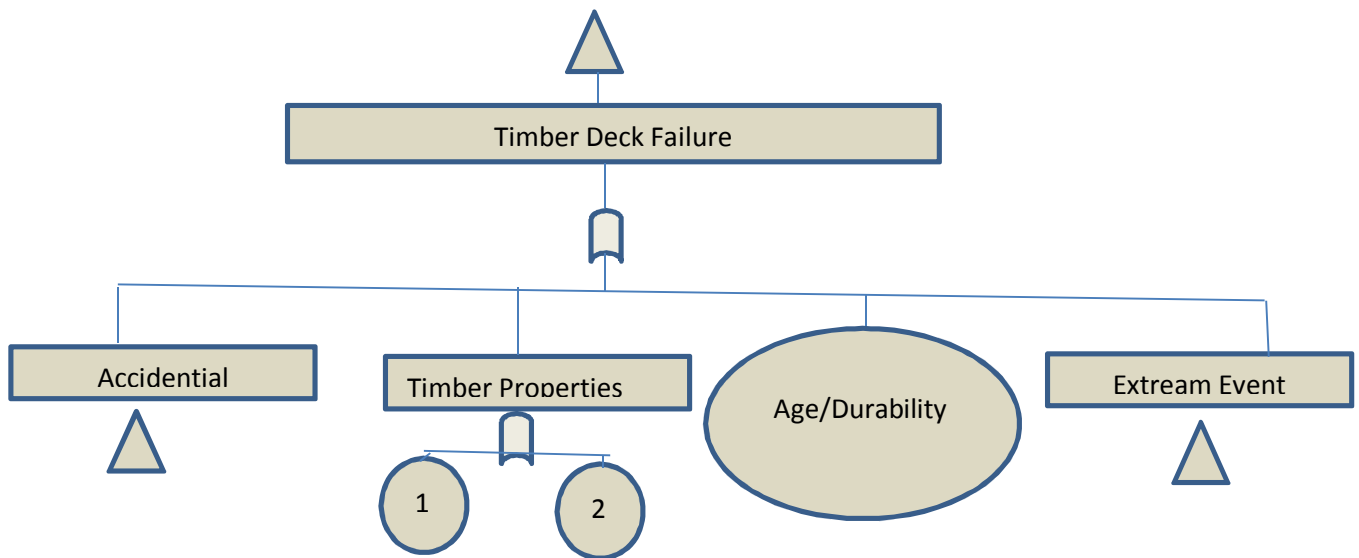 Timber Deck Failure
Accidential
Timber Properties
Age/Durability
Extream Event
1
2